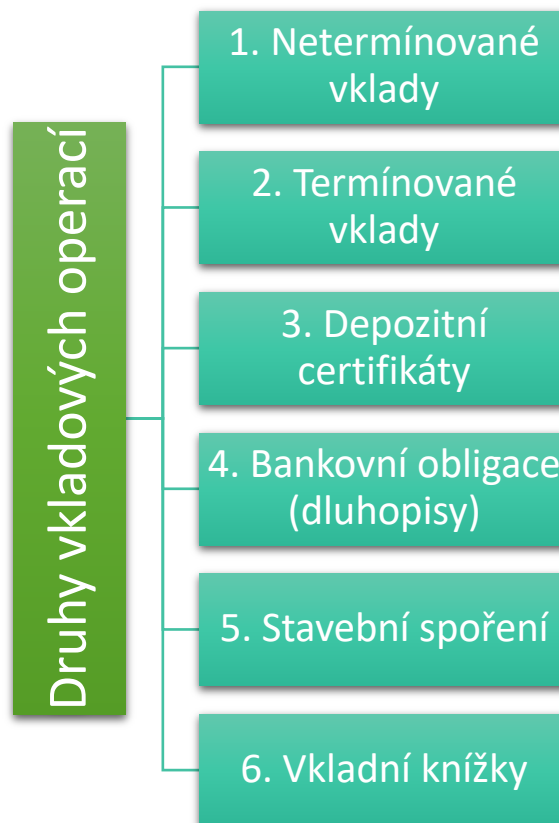 Druhy vkladových operací
1. Netermínované
vklady
2. Termínované
vklady
3. Depozitní
certifikáty
4. Bankovní obligace
(dluhopisy)
5. Stavební spoření
6. Vkladní knížky